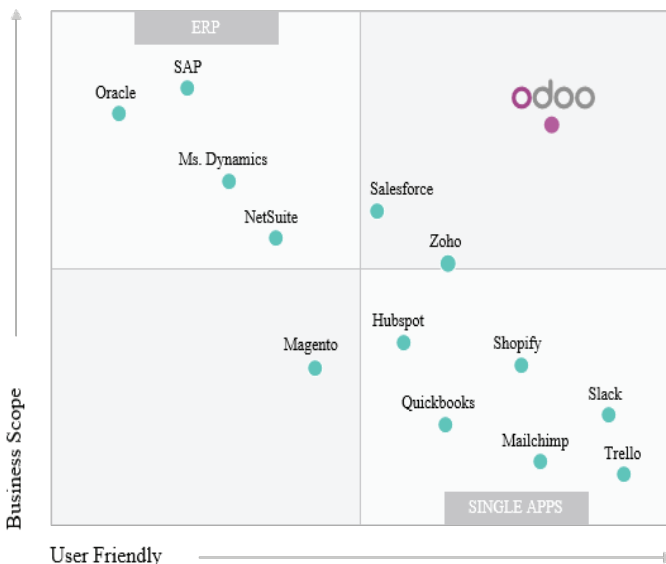 ERP
SAP
Oracle
odoo
Ms. Dynamics
Salesforce
NetSuite
Zoho
Hubspot
Magento
Shopify
Slack
Quickbooks
Mailchimp
Trello
SINGLE APPS
Business Scope
User Friendly